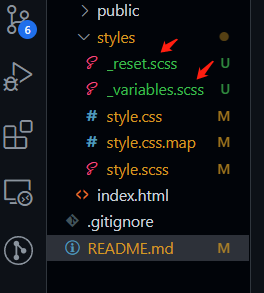 public
styles
_reset.scss U
_variables.scss U
style.css M
style.css.map M
style.scss M
index.html
.gitignore
README.md M
6